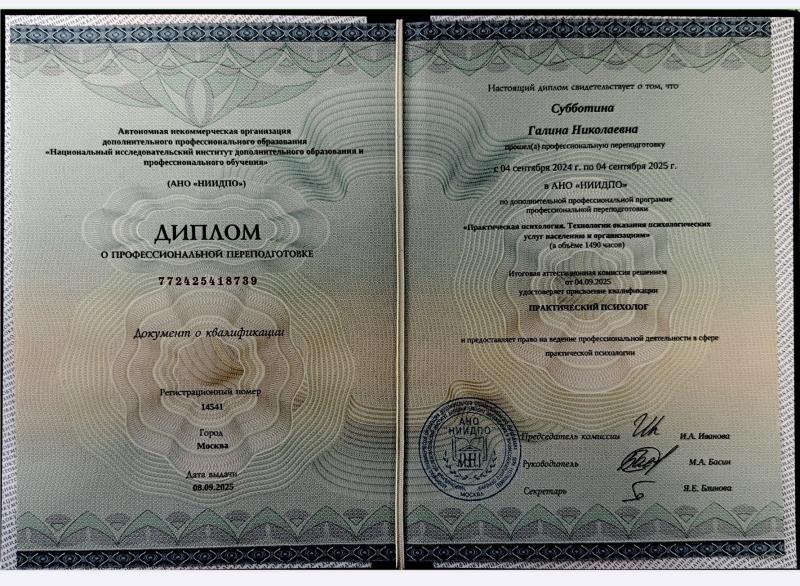 Автономная некоммерческая организация
дополнительного профессионального образования
«Национальный исследовательский институт дополнительного образования и
профессионального обучения»
(АНО «НИИДПО»)
ДИПЛОМ
О ПРОФЕССИОНАЛЬНОЙ ПЕРЕПОДГОТОВКЕ
772425418739
Документ о квалификации
Регистрационный номер
14541
Город
Москва
Дата выдачи
08.09.2025
Настоящий диплом свидетельствует о том, что
Субботина
Галина Николаевна
прошел(а) профессиональную переподготовку
с 04 сентября 2024 г. по 04 сентября 2025 г.
в АНО «НИИДПО»
по дополнительной профессиональной программе
профессиональной переподготовки
«Практическая психология. Технологии оказания психологических
услуг населению и организациям»
(в объёме 1490 часов)
Итоговая аттестационная комиссия решением
от 04.09.2025
удостоверяет присвоение квалификации
ПРАКТИЧЕСКИЙ ПСИХОЛОГ
и предоставляет право на ведение профессиональной деятельности в сфере
практической психологии
АНО
НИИДПО
МОСКВА
Председатель комиссии И.А. Иванова
Руководитель М.А. Басин
Секретарь Я.Е. Блинова